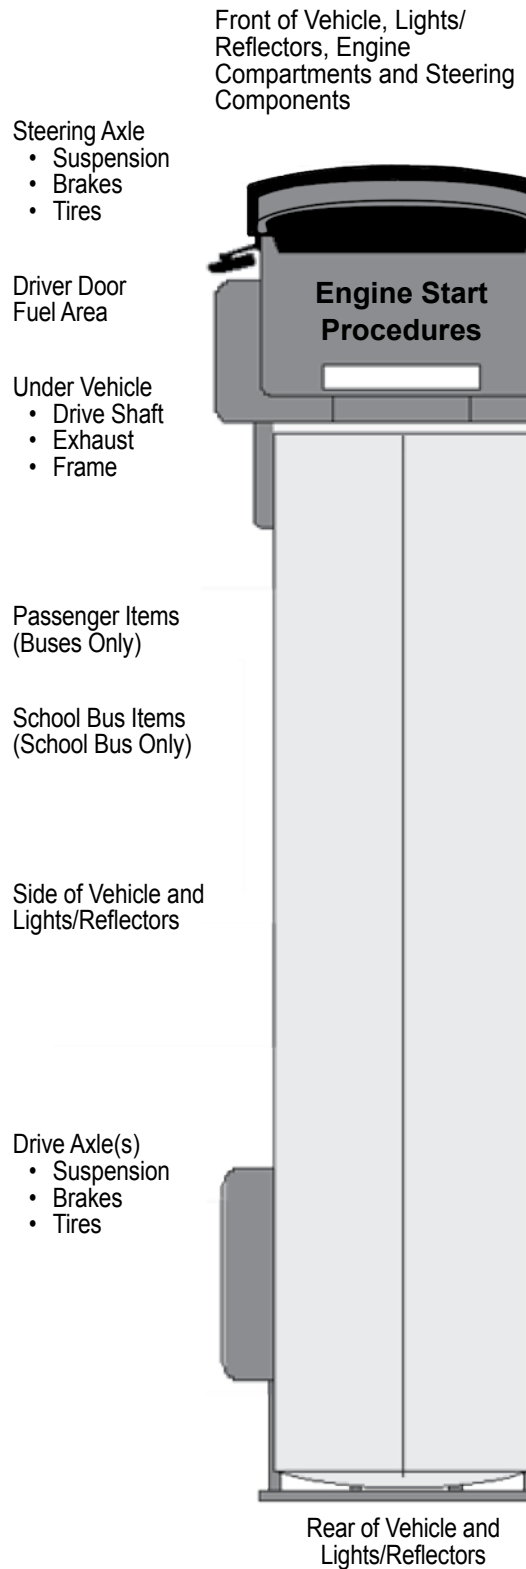 Front of Vehicle, Lights/
Reflectors, Engine
Compartments and Steering
Components
Steering Axle
• Suspension
• Brakes
• Tires
Driver Door
Fuel Area
Engine Start
Procedures
Under Vehicle
• Drive Shaft
• Exhaust
• Frame
Passenger Items
(Buses Only)
School Bus Items
(School Bus Only)
Side of Vehicle and
Lights/Reflectors
Drive Axle(s)
• Suspension
• Brakes
• Tires
Rear of Vehicle and
Lights/Reflectors